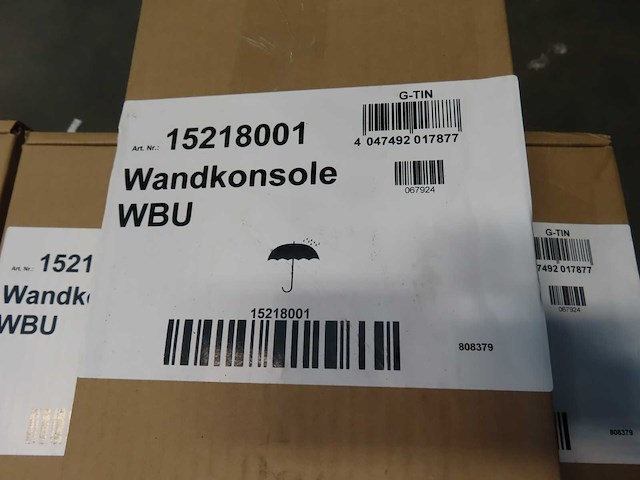 G-TIN
4 047492 017877
Art. Nr.: 15218001
067924
Wandkonsole
WBU
15218001
808379
Art. Nr.: 1521
Wandk
WBU
G-TIN
7492 017877
067924
808379